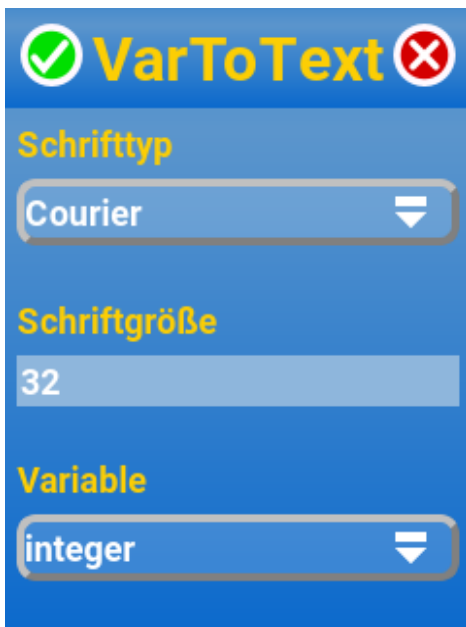 VarToText
Schrifttyp
Courier
Schriftgröße
32
Variable
integer